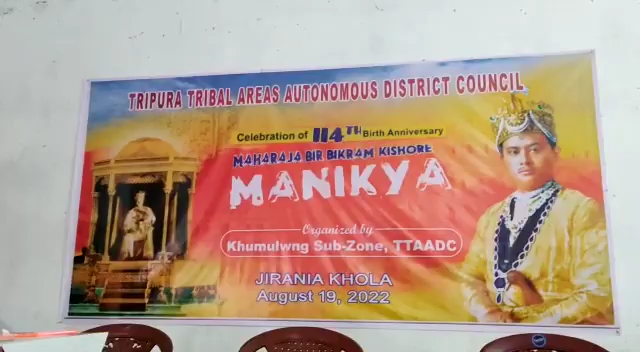 TRIPURA TRIBAL AREAS AUTONOMOUS DISTRICT COUNCIL
Celebration of 114TH Birth Anniversary
MAHARAJA BIR BIKRAM KISHORE
MANIKYA
Organized by
Khumulwng Sub-Zone, TTAADC
JIRANIA KHOLA
August 19, 2022